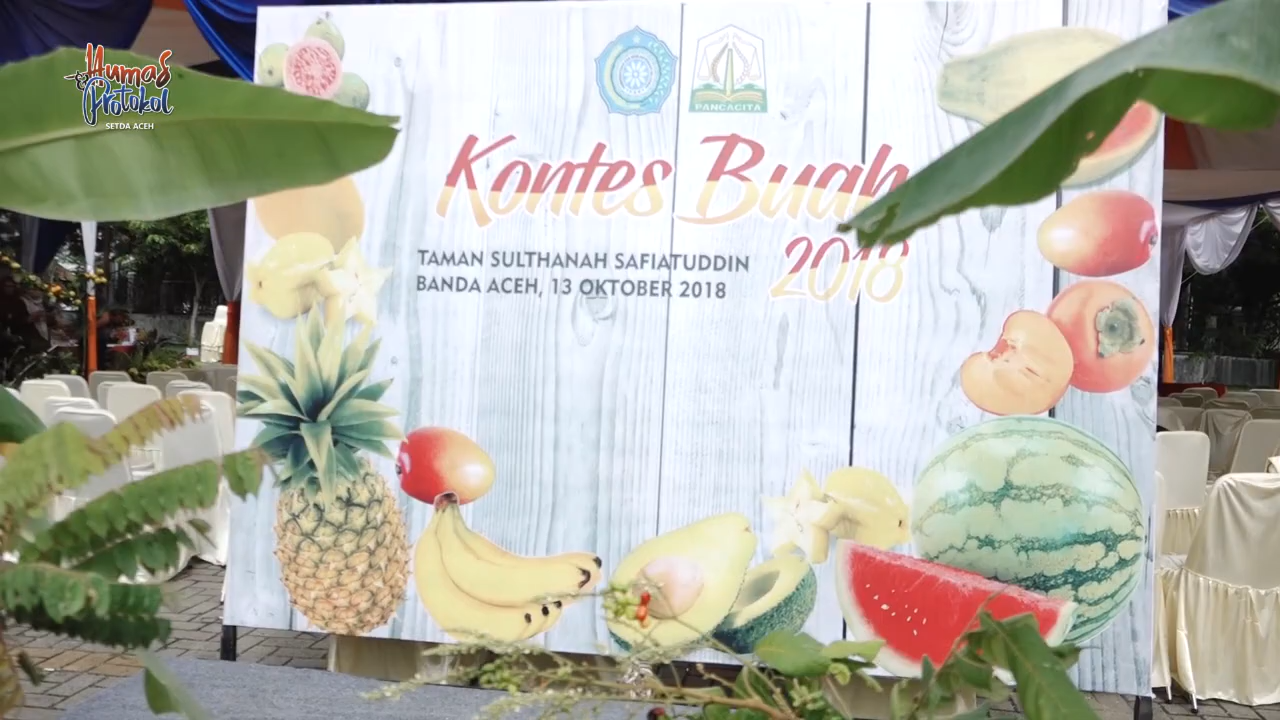 Humas
& Protokol
SETDA ACEH
PANCACITA
Kontes Buah
2018
TAMAN SULTHANAH SAFIATUDDIN
BANDA ACEH, 13 OKTOBER 2018